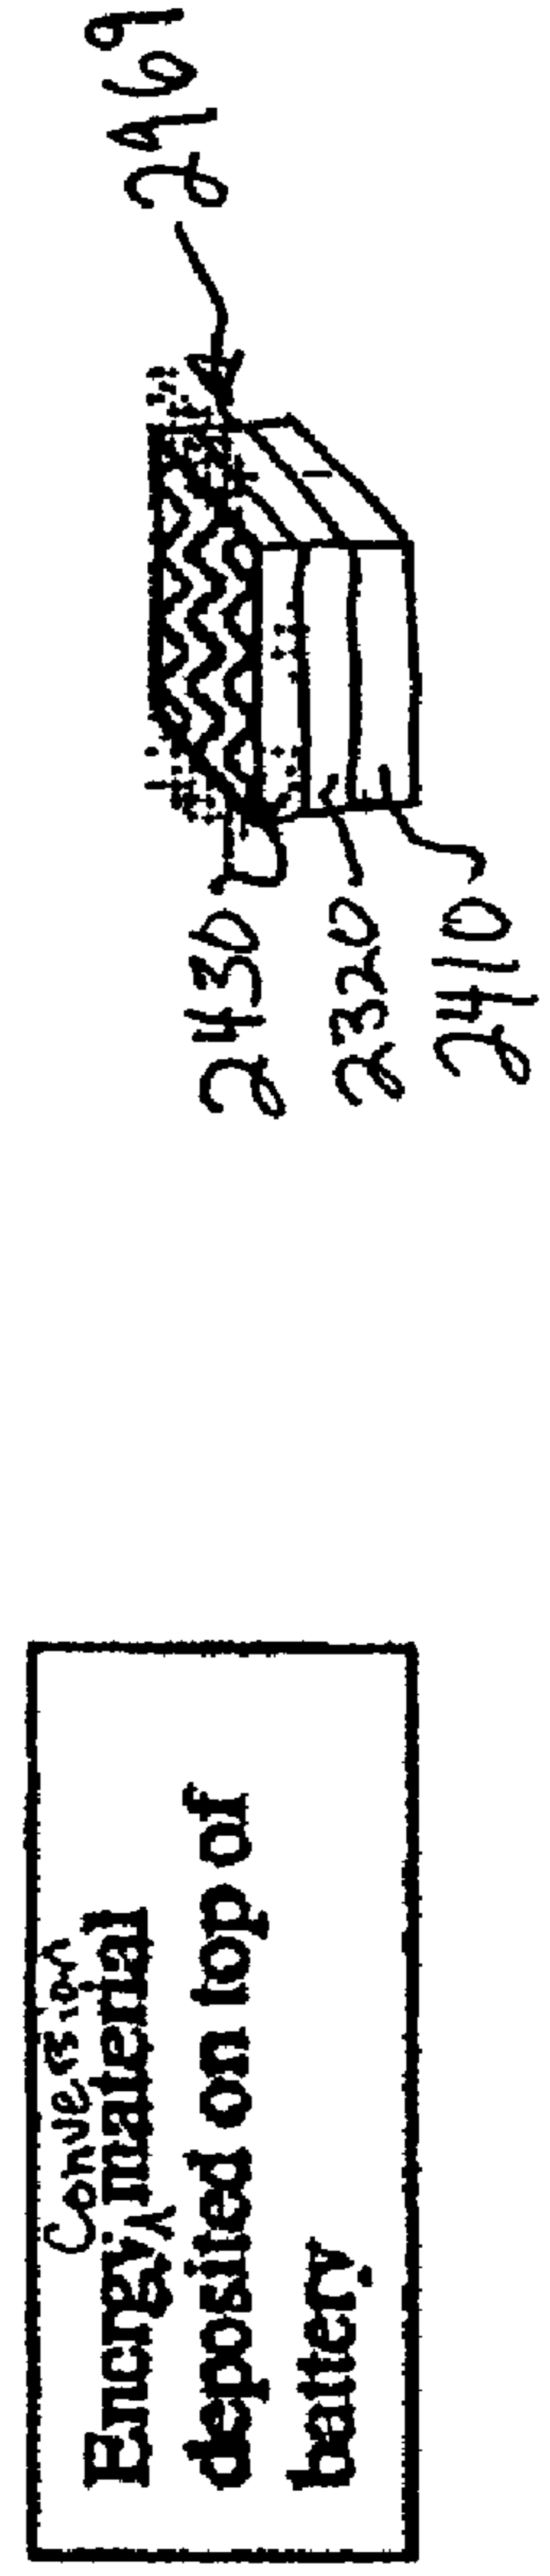 Conversion
Energy ^ material
deposited on top of
battery
2430
2320
2410
2469